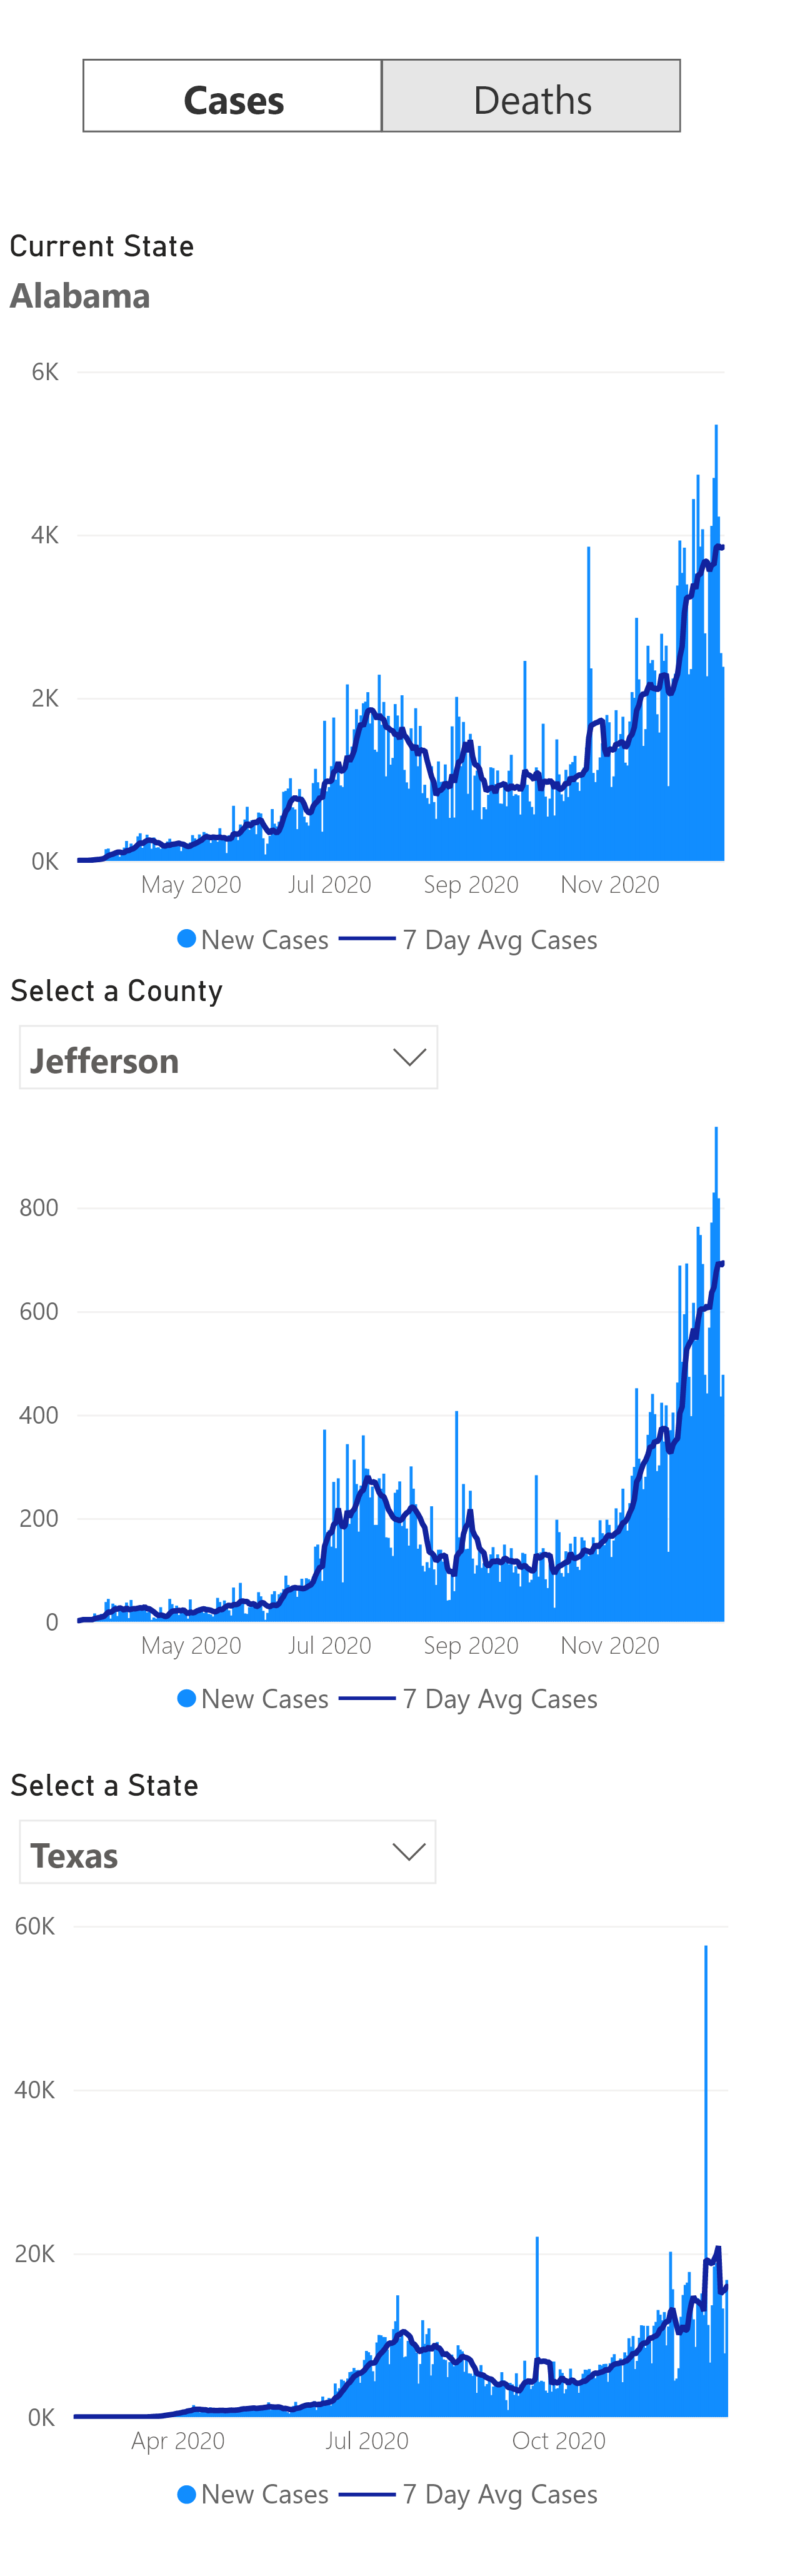 Cases Deaths
Current State
Alabama
6K
4K
2K
0K
May 2020 Jul 2020 Sep 2020 Nov 2020
New Cases 7 Day Avg Cases
Select a County
Jefferson
800
600
400
200
0
May 2020 Jul 2020 Sep 2020 Nov 2020
New Cases 7 Day Avg Cases
Select a State
Texas
60K
40K
20K
0K
Apr 2020 Jul 2020 Oct 2020
New Cases 7 Day Avg Cases